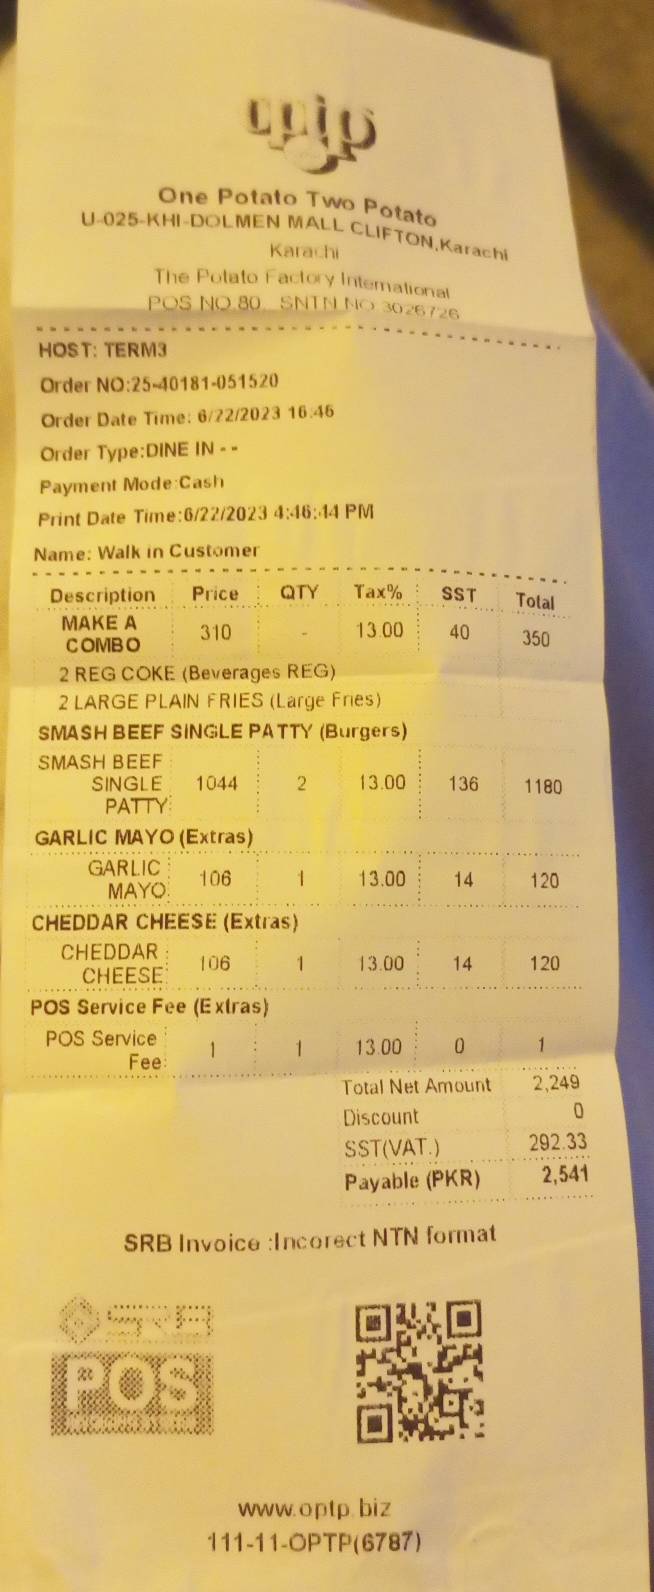 optp
One Potato Two Potato
U-025-KHI-DOLMEN MALL CLIFTON,Karachi
Karachi
The Potato Factory International
POS NO.80 SNTN NO 3026726
HOST: TERM3
Order NO:25-40181-051520
Order Date Time: 6/22/2023 16:46
Order Type:DINE IN - -
Payment Mode:Cash
Print Date Time:6/22/2023 4:46:44 PM
Name: Walk in Customer
Description Price QTY Tax% SST Total
MAKE A COMBO 310 - 13.00 40 350
2 REG COKE (Beverages REG)
2 LARGE PLAIN FRIES (Large Fries)
SMASH BEEF SINGLE PATTY (Burgers)
SMASH BEEF SINGLE PATTY 1044 2 13.00 136 1180
GARLIC MAYO (Extras)
GARLIC MAYO 106 1 13.00 14 120
CHEDDAR CHEESE (Extras)
CHEDDAR CHEESE 106 1 13.00 14 120
POS Service Fee (Extras)
POS Service Fee 1 1 13.00 0 1
Total Net Amount 2,249
Discount 0
SST(VAT.) 292.33
Payable (PKR) 2,541
SRB Invoice :Incorect NTN format
SRB
POS
www.optp.biz
111-11-OPTP(6787)